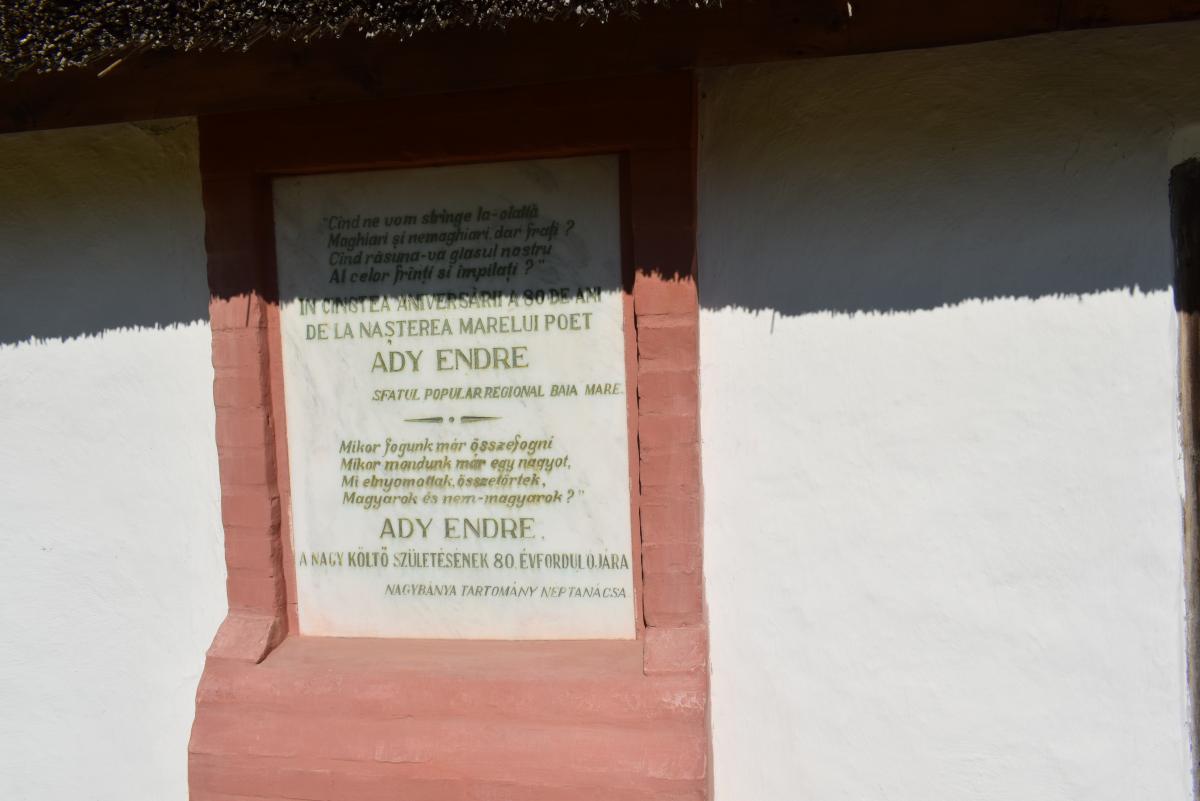 "Cînd ne vom strînge la-olaltă
Maghiari și nemaghiari, dar frați ?
Cînd răsuna-va glasul nostru
Al celor frînți si împilați ?"
IN CINSTEA ANIVERSĂRII A 80 DE ANI
DE LA NAȘTEREA MARELUI POET
ADY ENDRE
SFATUL POPULAR REGIONAL BAIA MARE.
Mikor fogunk már összefogni
Mikor mondunk már egy nagyot,
Mi elnyomottak, összetörtek,
Magyarok és nem-magyarok ?"
ADY ENDRE.
A NAGY KÖLTŐ SZÜLETÉSÉNEK 80. ÉVFORDULÓJÁRA
NAGYBÁNYA TARTOMÁNY NÉPTANÁCSA.